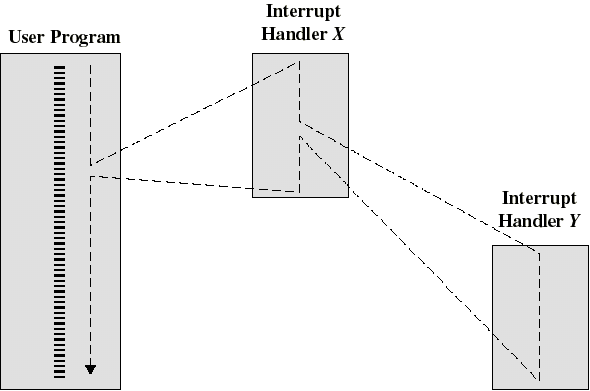 User Program
Interrupt
Handler X
Interrupt
Handler Y